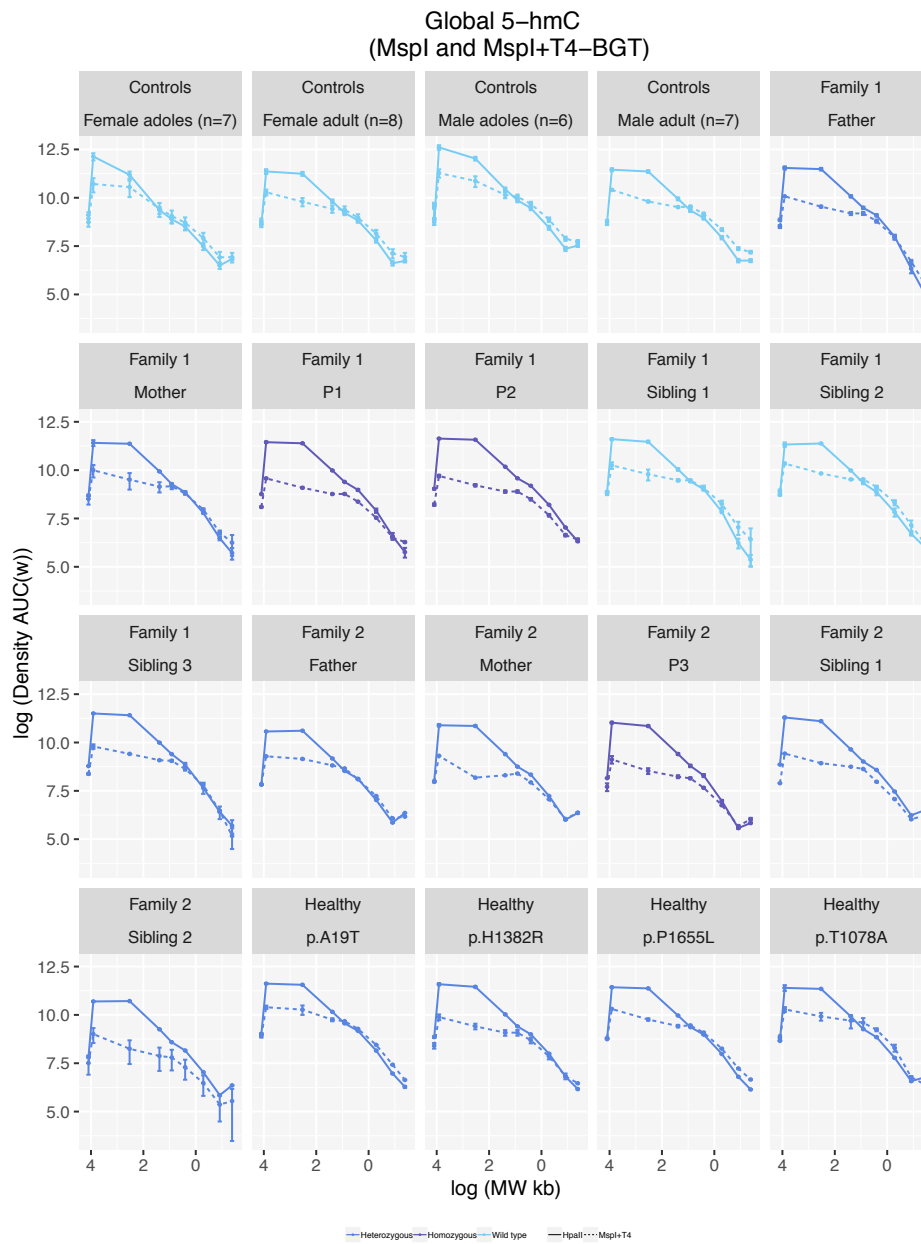 Global 5−hmC
(MspI and MspI+T4−BGT)
Controls
Female adoles (n=7)
Controls
Female adult (n=8)
Controls
Male adoles (n=6)
Controls
Male adult (n=7)
Family 1
Father
12.5
10.0
7.5
5.0
Family 1
Mother
Family 1
P1
Family 1
P2
Family 1
Sibling 1
Family 1
Sibling 2
12.5
10.0
7.5
5.0
log (Density AUC(w))
Family 1
Sibling 3
Family 2
Father
Family 2
Mother
Family 2
P3
Family 2
Sibling 1
12.5
10.0
7.5
5.0
Family 2
Sibling 2
Healthy
p.A19T
Healthy
p.H1382R
Healthy
p.P1655L
Healthy
p.T1078A
12.5
10.0
7.5
5.0
4 2 0 4 2 0 4 2 0 4 2 0 4 2 0
log (MW kb)
Heterozygous Homozygous Wild type HpaII MspI+T4